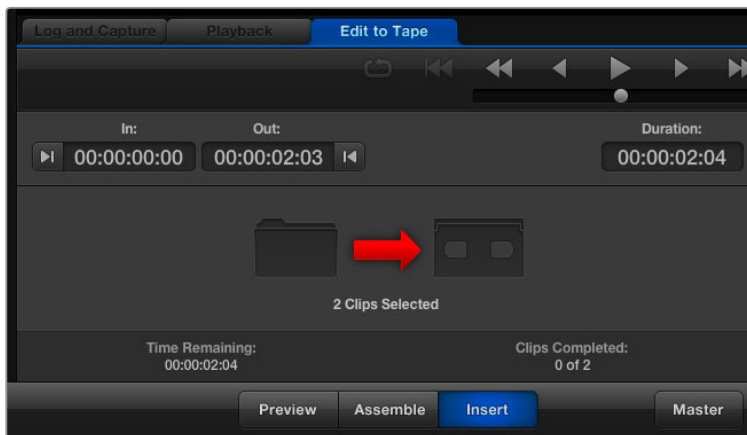 Log and Capture Playback Edit to Tape
In: Out: Duration:
00:00:00:00 00:00:02:03 00:00:02:04
2 Clips Selected
Time Remaining: Clips Completed:
00:00:02:04 0 of 2
Preview Assemble Insert Master